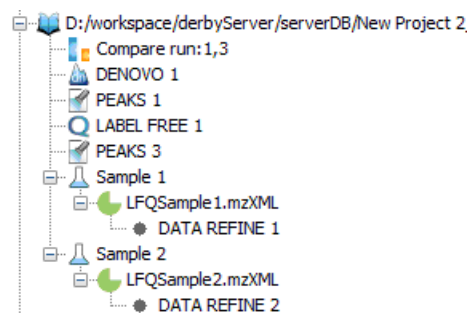 D:/workspace/derbyServer/serverDB/New Project 2_
Compare run:1,3
DENOVO 1
PEAKS 1
LABEL FREE 1
PEAKS 3
Sample 1
LFQSample1.mzXML
DATA REFINE 1
Sample 2
LFQSample2.mzXML
DATA REFINE 2